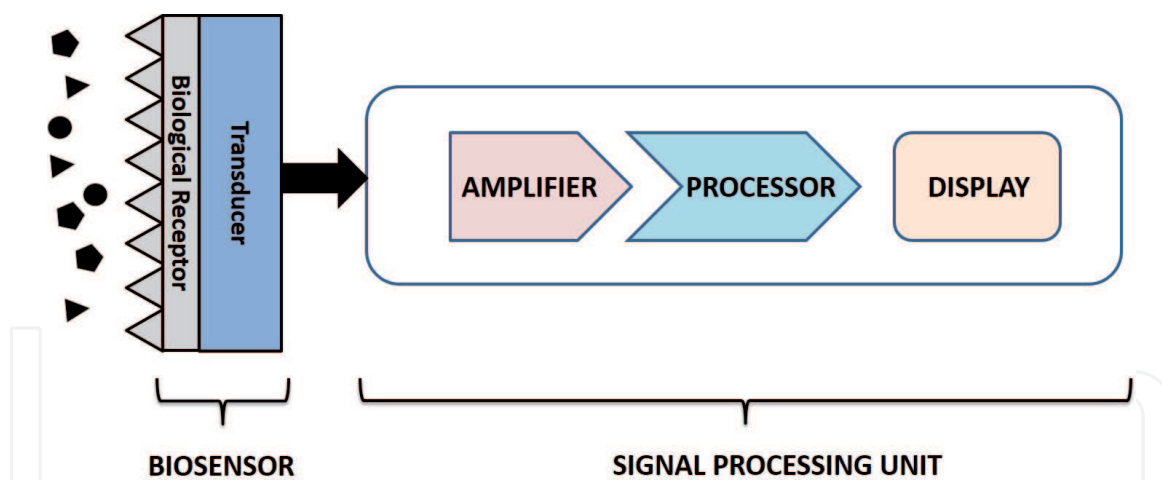 Biological Receptor
Transducer
AMPLIFIER
PROCESSOR
DISPLAY
BIOSENSOR
SIGNAL PROCESSING UNIT